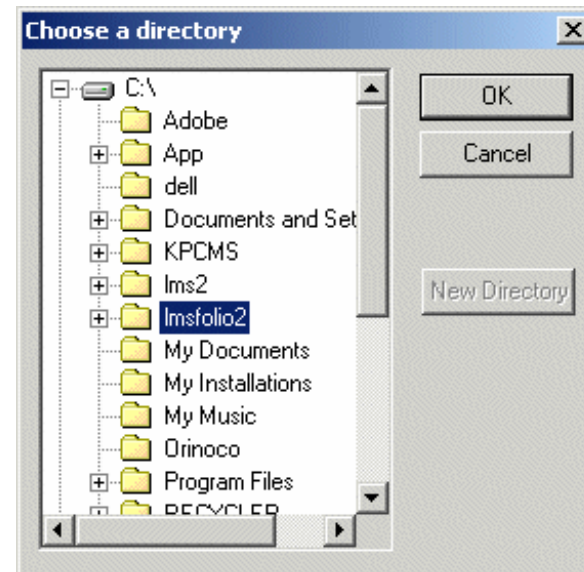 Choose a directory
C:\
Adobe
App
dell
Documents and Set
KPCMS
lms2
lmsfolio2
My Documents
My Installations
My Music
Orinoco
Program Files
RECYCLER
OK
Cancel
New Directory